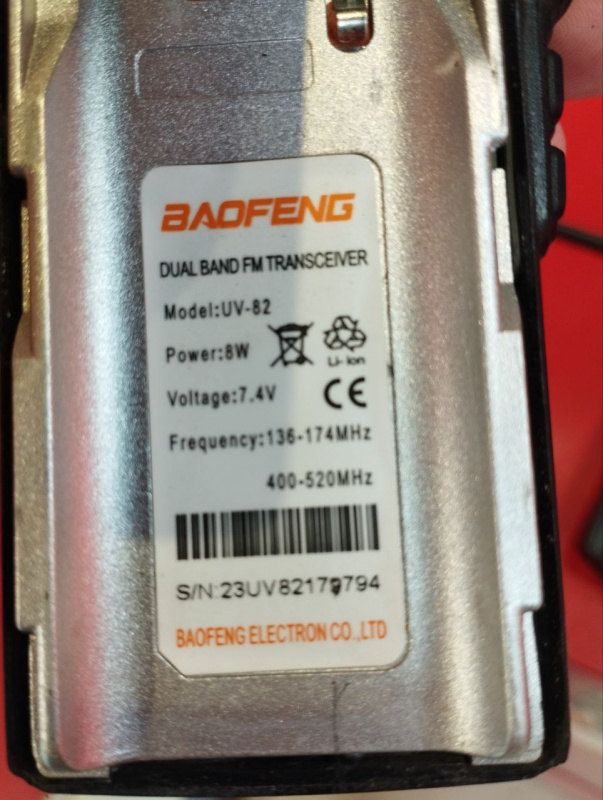 BAOFENG
DUAL BAND FM TRANSCEIVER
Model:UV-82
Power:8W
Li-ion
Voltage:7.4V
CE
Frequency:136-174MHz
400-520MHz
BAOFENG ELECTRON CO.,LTD